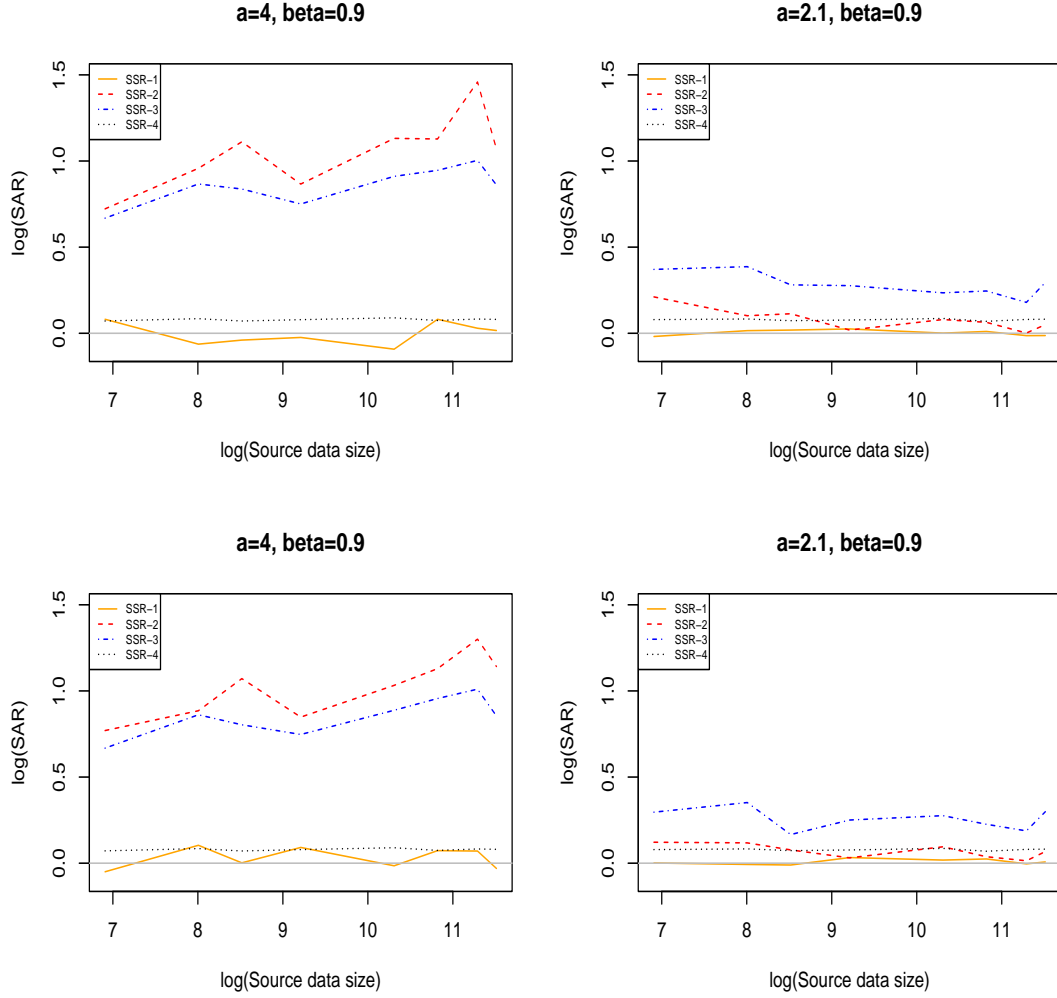 a=4, beta=0.9
SSR−1
SSR−2
SSR−3
SSR−4
log(SAR)
0.0
0.5
1.0
1.5
7 8 9 10 11
log(Source data size)
a=2.1, beta=0.9
SSR−1
SSR−2
SSR−3
SSR−4
log(SAR)
0.0
0.5
1.0
1.5
7 8 9 10 11
log(Source data size)
a=4, beta=0.9
SSR−1
SSR−2
SSR−3
SSR−4
log(SAR)
0.0
0.5
1.0
1.5
7 8 9 10 11
log(Source data size)
a=2.1, beta=0.9
SSR−1
SSR−2
SSR−3
SSR−4
log(SAR)
0.0
0.5
1.0
1.5
7 8 9 10 11
log(Source data size)